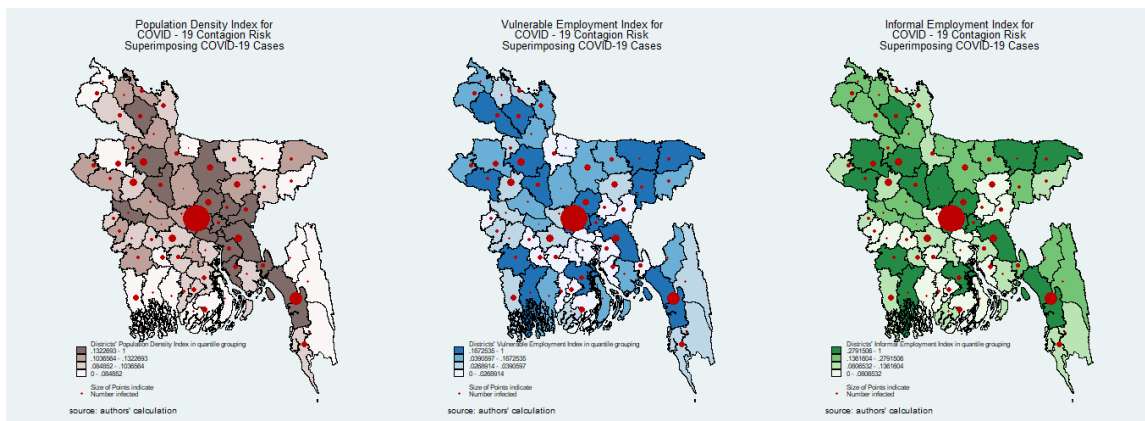 Population Density Index for
COVID - 19 Contagion Risk
Superimposing COVID-19 Cases
Districts' Population Density Index in quantile grouping
.1322693 - 1
.1036564 - .1322693
.084852 - .1036564
0 - .084852
Size of Points indicate
Number infected
source: authors' calculation
Vulnerable Employment Index for
COVID - 19 Contagion Risk
Superimposing COVID-19 Cases
Districts' Vulnerable Employment Index in quantile grouping
.1672535 - 1
.0390597 - .1672535
.0268914 - .0390597
0 - .0268914
Size of Points indicate
Number infected
source: authors' calculation
Informal Employment Index for
COVID - 19 Contagion Risk
Superimposing COVID-19 Cases
Districts' Informal Employment Index in quantile grouping
.2791506 - 1
.1361604 - .2791506
.0806532 - .1361604
0 - .0806532
Size of Points indicate
Number infected
source: authors' calculation